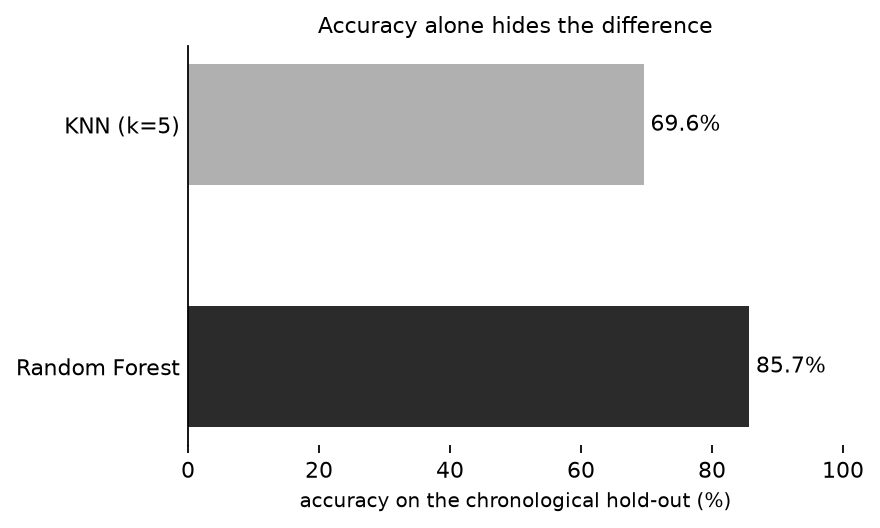 Accuracy alone hides the difference
KNN (k=5)
69.6%
Random Forest
85.7%
0 20 40 60 80 100
accuracy on the chronological hold-out (%)